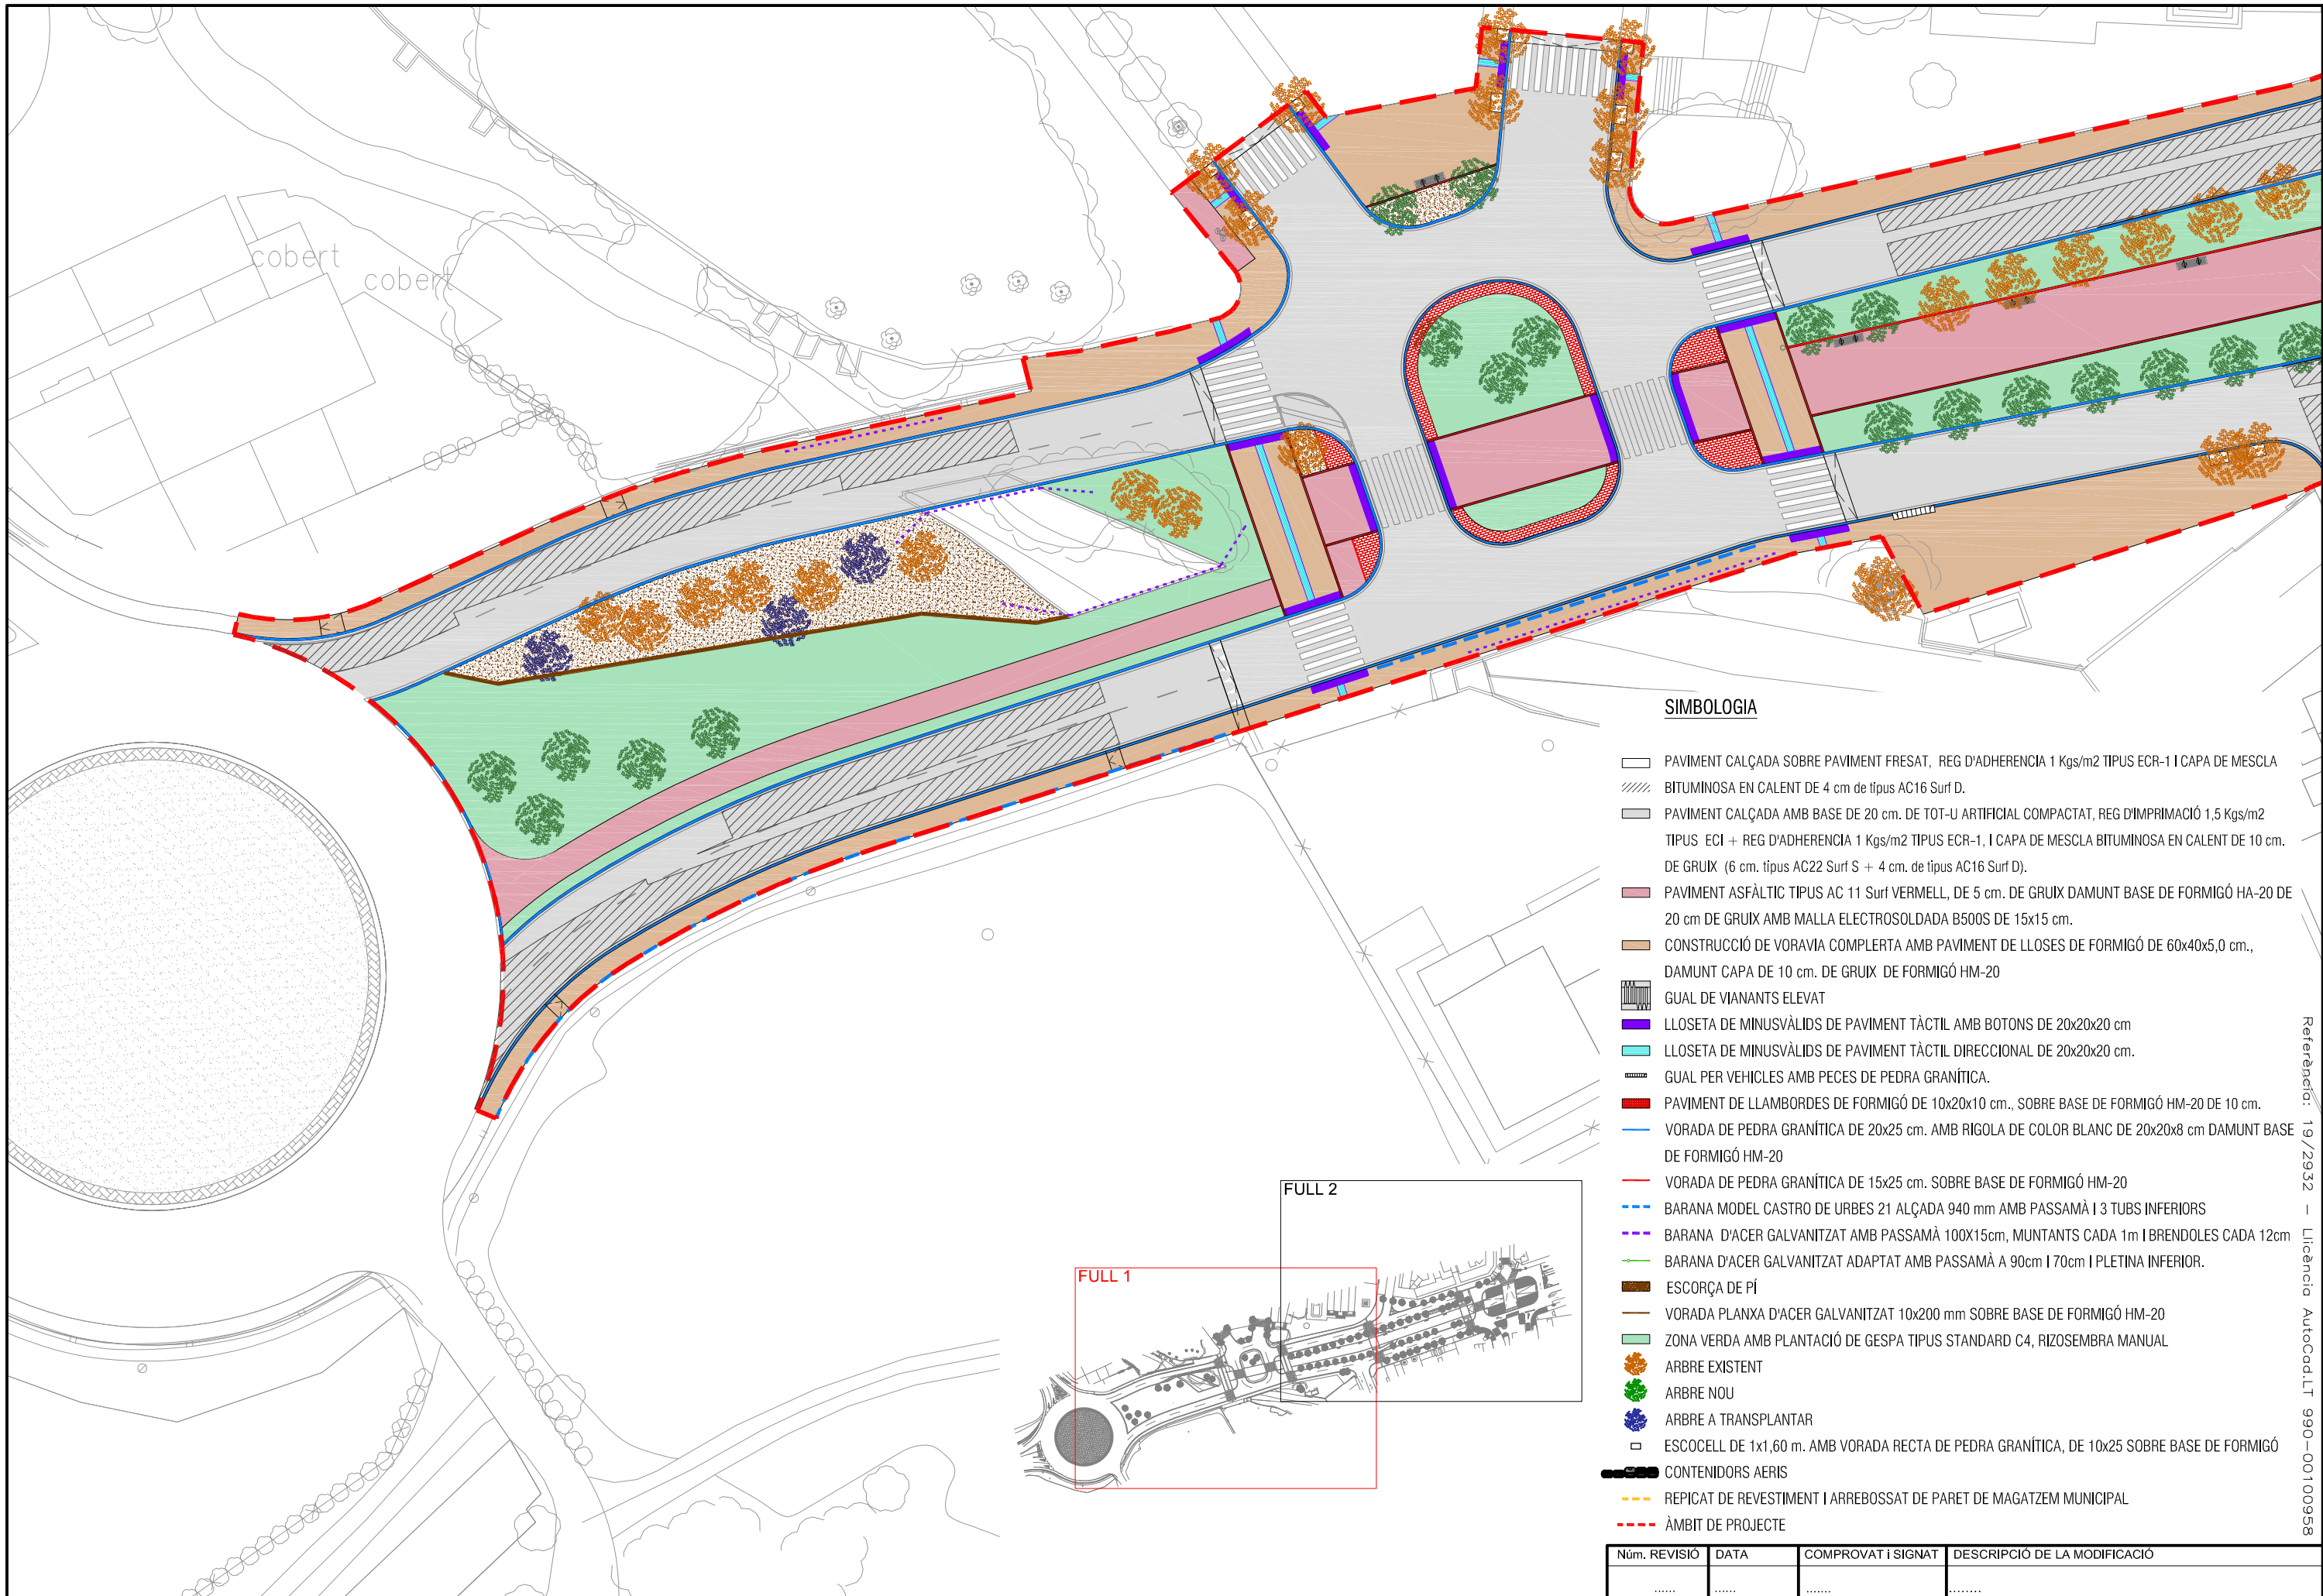 cobert
cobert
SIMBOLOGIA
PAVIMENT CALÇADA SOBRE PAVIMENT FRESAT, REG D'ADHERENCIA 1 Kgs/m2 TIPUS ECR-1 I CAPA DE MESCLA
BITUMINOSA EN CALENT DE 4 cm de tipus AC16 Surf D.
PAVIMENT CALÇADA AMB BASE DE 20 cm. DE TOT-U ARTIFICIAL COMPACTAT, REG D'IMPRIMACIÓ 1,5 Kgs/m2
TIPUS ECI + REG D'ADHERENCIA 1 Kgs/m2 TIPUS ECR-1, I CAPA DE MESCLA BITUMINOSA EN CALENT DE 10 cm.
DE GRUIX (6 cm. tipus AC22 Surf S + 4 cm. de tipus AC16 Surf D).
PAVIMENT ASFÀLTIC TIPUS AC 11 Surf VERMELL, DE 5 cm. DE GRUIX DAMUNT BASE DE FORMIGÓ HA-20 DE
20 cm DE GRUIX AMB MALLA ELECTROSOLDADA B500S DE 15x15 cm.
CONSTRUCCIÓ DE VORAVIA COMPLERTA AMB PAVIMENT DE LLOSES DE FORMIGÓ DE 60x40x5,0 cm.,
DAMUNT CAPA DE 10 cm. DE GRUIX DE FORMIGÓ HM-20
GUAL DE VIANANTS ELEVAT
LLOSETA DE MINUSVÀLIDS DE PAVIMENT TÀCTIL AMB BOTONS DE 20x20x20 cm
LLOSETA DE MINUSVÀLIDS DE PAVIMENT TÀCTIL DIRECCIONAL DE 20x20x20 cm.
GUAL PER VEHICLES AMB PECES DE PEDRA GRANÍTICA.
PAVIMENT DE LLAMBORDES DE FORMIGÓ DE 10x20x10 cm., SOBRE BASE DE FORMIGÓ HM-20 DE 10 cm.
VORADA DE PEDRA GRANÍTICA DE 20x25 cm. AMB RIGOLA DE COLOR BLANC DE 20x20x8 cm DAMUNT BASE
DE FORMIGÓ HM-20
VORADA DE PEDRA GRANÍTICA DE 15x25 cm. SOBRE BASE DE FORMIGÓ HM-20
BARANA MODEL CASTRO DE URBES 21 ALÇADA 940 mm AMB PASSAMÀ I 3 TUBS INFERIORS
BARANA D'ACER GALVANITZAT AMB PASSAMÀ 100X15cm, MUNTANTS CADA 1m I BRENDOLES CADA 12cm
BARANA D'ACER GALVANITZAT ADAPTAT AMB PASSAMÀ A 90cm I 70cm I PLETINA INFERIOR.
ESCORÇA DE PÍ
VORADA PLANXA D'ACER GALVANITZAT 10x200 mm SOBRE BASE DE FORMIGÓ HM-20
ZONA VERDA AMB PLANTACIÓ DE GESPA TIPUS STANDARD C4, RIZOSEMBRA MANUAL
ARBRE EXISTENT
ARBRE NOU
ARBRE A TRANSPLANTAR
ESCOCELL DE 1x1,60 m. AMB VORADA RECTA DE PEDRA GRANÍTICA, DE 10x25 SOBRE BASE DE FORMIGÓ
CONTENIDORS AERIS
REPICAT DE REVESTIMENT I ARREBOSSAT DE PARET DE MAGATZEM MUNICIPAL
ÀMBIT DE PROJECTE
Referència: 19/2932 - Llicència AutoCad.LT 990-00100958
FULL 2
FULL 1
Núm. REVISIÓ DATA COMPROVAT i SIGNAT DESCRIPCIÓ DE LA MODIFICACIÓ
...... ...... ....... ........